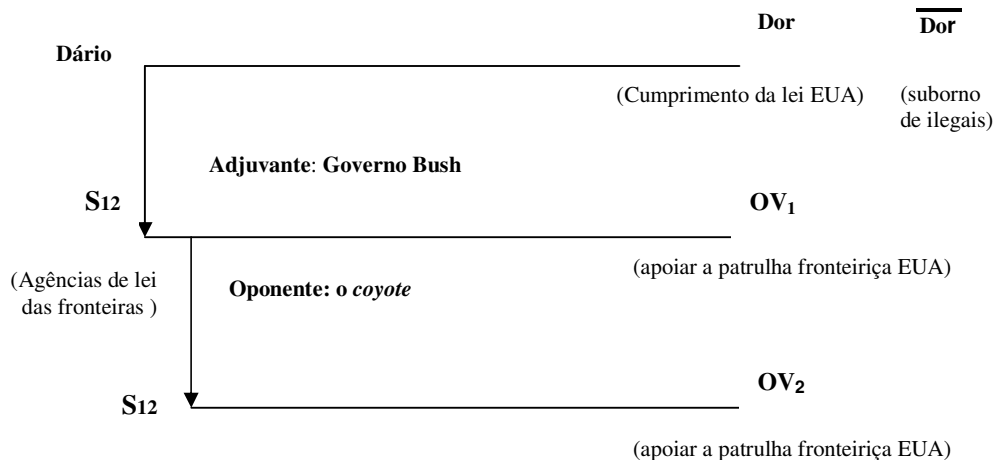 Dor Dor
Dário
(Cumprimento da lei EUA) (suborno
de ilegais)
Adjuvante: Governo Bush
S12 OV1
(apoiar a patrulha fronteiriça EUA)
(Agências de lei
das fronteiras )
Oponente: o coyote
OV2
S12
(apoiar a patrulha fronteiriça EUA)